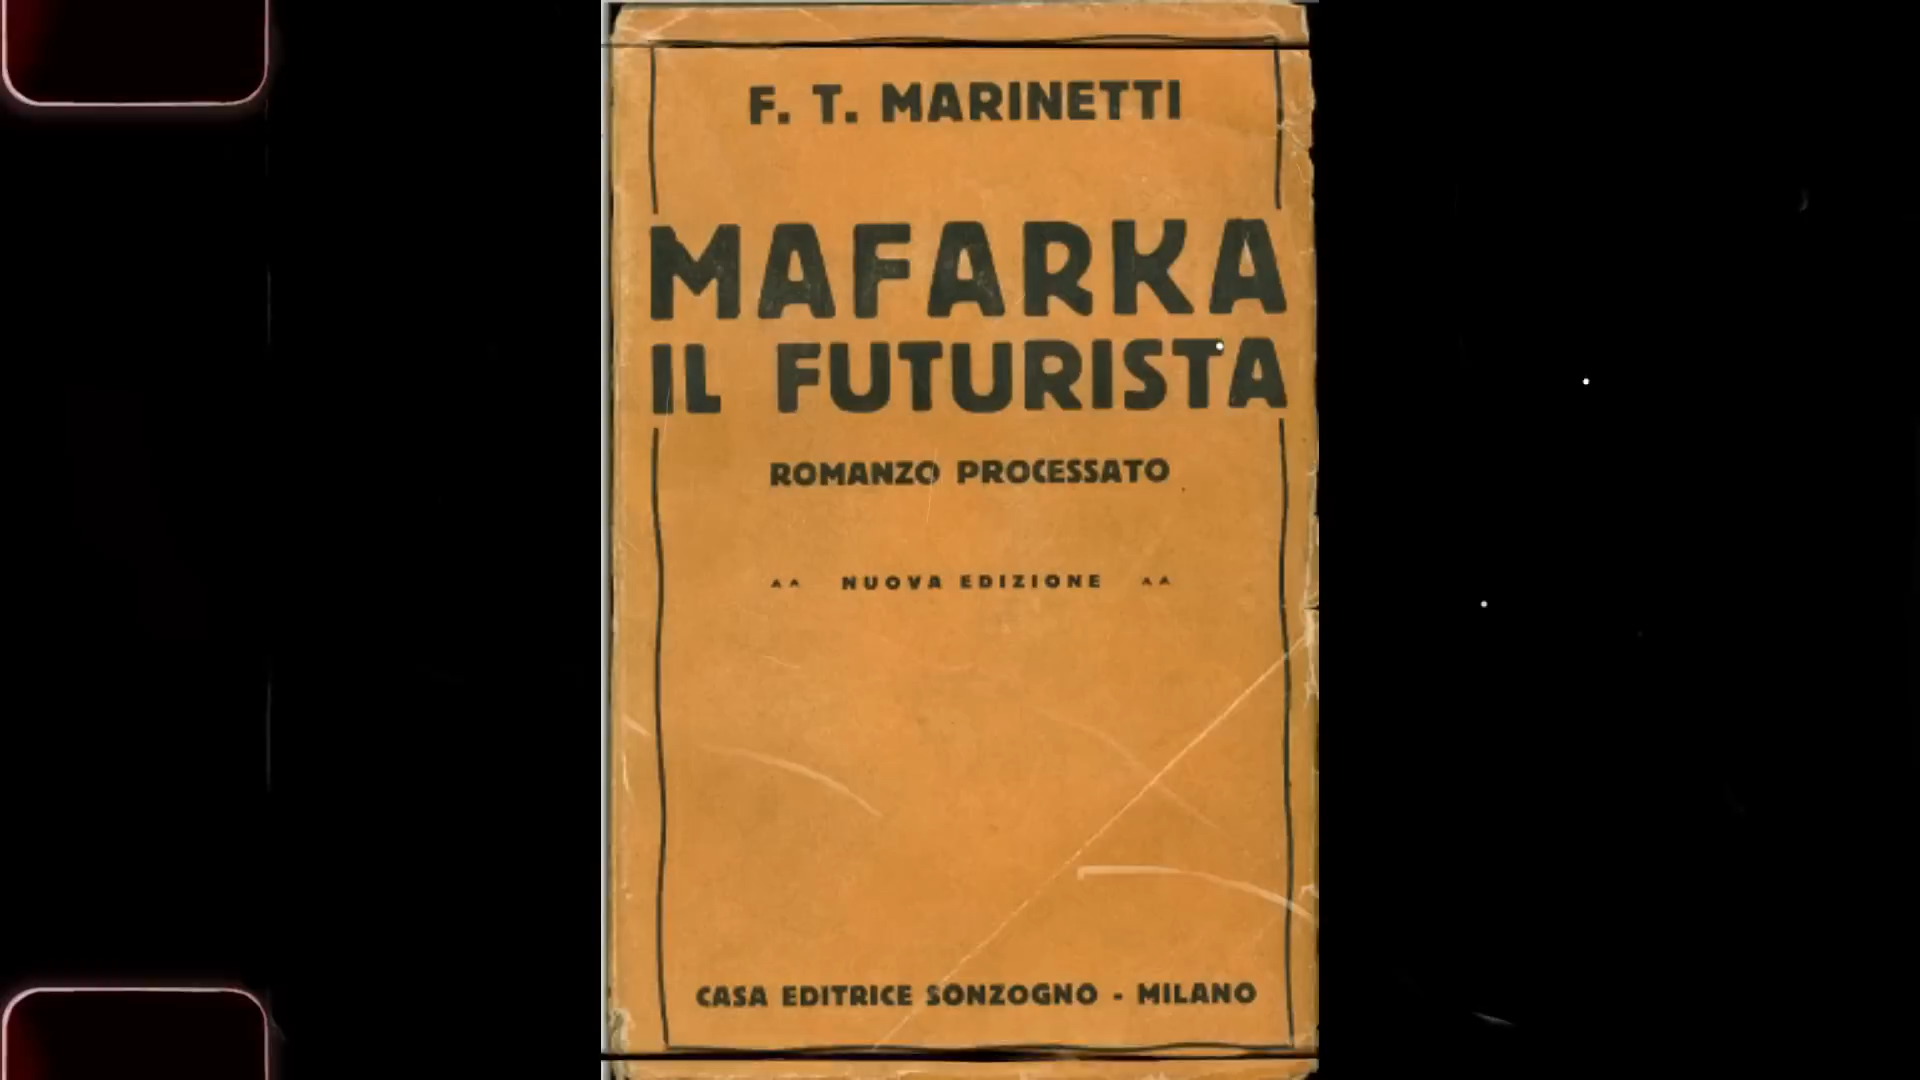 F. T. MARINETTI
MAFARKA
IL FUTURISTA
ROMANZO PROCESSATO
^^ NUOVA EDIZIONE ^^
CASA EDITRICE SONZOGNO - MILANO